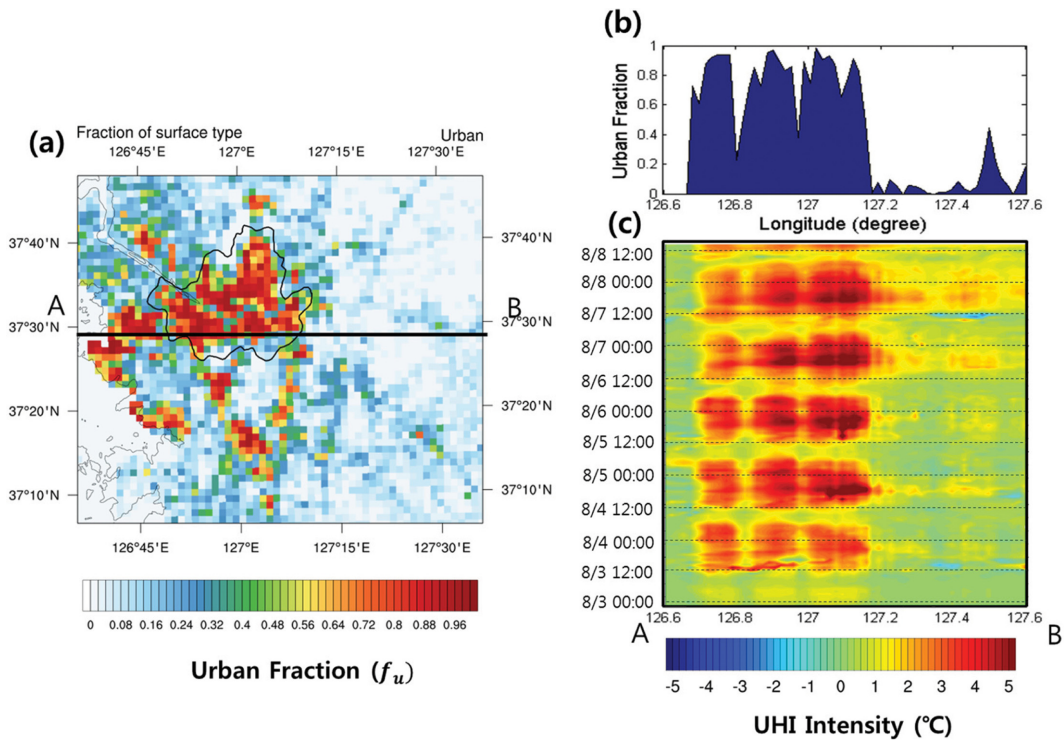 (a)
Fraction of surface type Urban
126°45'E 127°E 127°15'E 127°30'E
37°40'N 37°40'N
A B
37°30'N 37°30'N
37°20'N 37°20'N
37°10'N 37°10'N
126°45'E 127°E 127°15'E 127°30'E
0 0.08 0.16 0.24 0.32 0.4 0.48 0.56 0.64 0.72 0.8 0.88 0.96
Urban Fraction (fᵤ)
(b)
Urban Fraction
1
0.8
0.6
0.4
0.2
0
126.6 126.8 127 127.2 127.4 127.6
Longitude (degree)
(c)
8/8 12:00
8/8 00:00
8/7 12:00
8/7 00:00
8/6 12:00
8/6 00:00
8/5 12:00
8/5 00:00
8/4 12:00
8/4 00:00
8/3 12:00
8/3 00:00
126.6 126.8 127 127.2 127.4 127.6
A B
-5 -4 -3 -2 -1 0 1 2 3 4 5
UHI Intensity (℃)